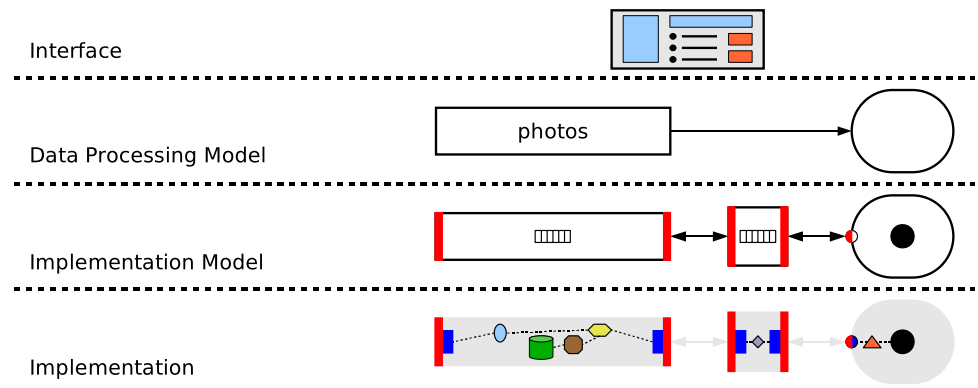 Interface
photos
Data Processing Model
Implementation Model
Implementation